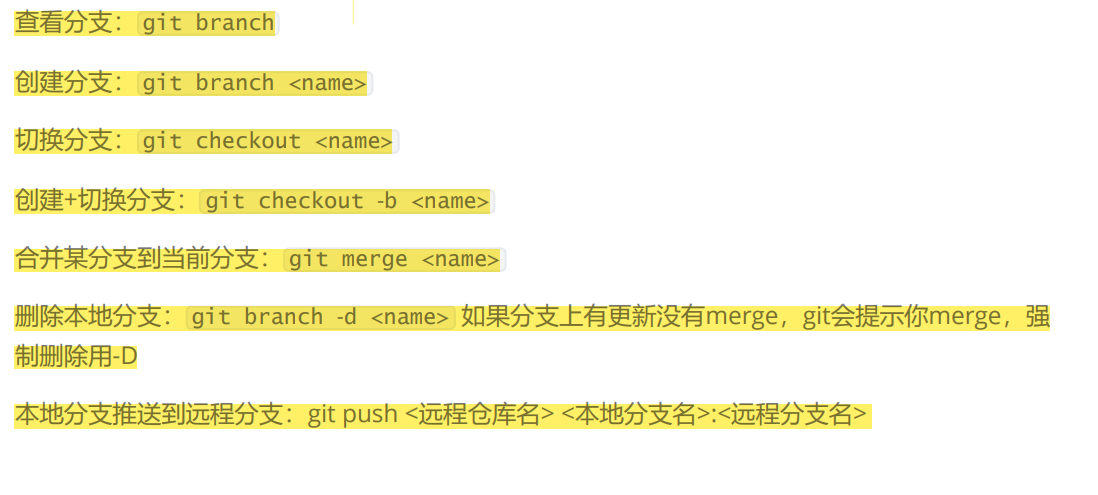 查看分支：git branch
创建分支：git branch <name>
切换分支：git checkout <name>
创建+切换分支：git checkout -b <name>
合并某分支到当前分支：git merge <name>
删除本地分支：git branch -d <name> 如果分支上有更新没有merge，git会提示你merge，强
制删除用-D
本地分支推送到远程分支：git push <远程仓库名> <本地分支名>:<远程分支名>